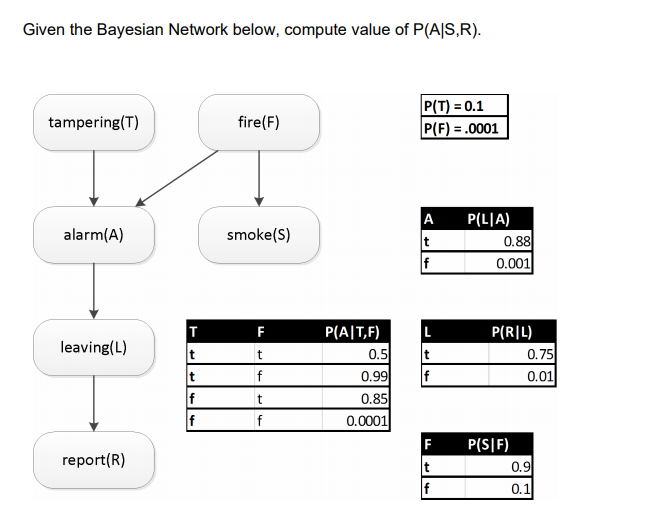 Given the Bayesian Network below, compute value of P(A|S,R).
tampering(T)
fire(F)
P(T) = 0.1
P(F) = .0001
alarm(A)
smoke(S)
A P(L|A)
t 0.88
f 0.001
leaving(L)
T F P(A|T,F)
t t 0.5
t f 0.99
f t 0.85
f f 0.0001
L P(R|L)
t 0.75
f 0.01
report(R)
F P(S|F)
t 0.9
f 0.1